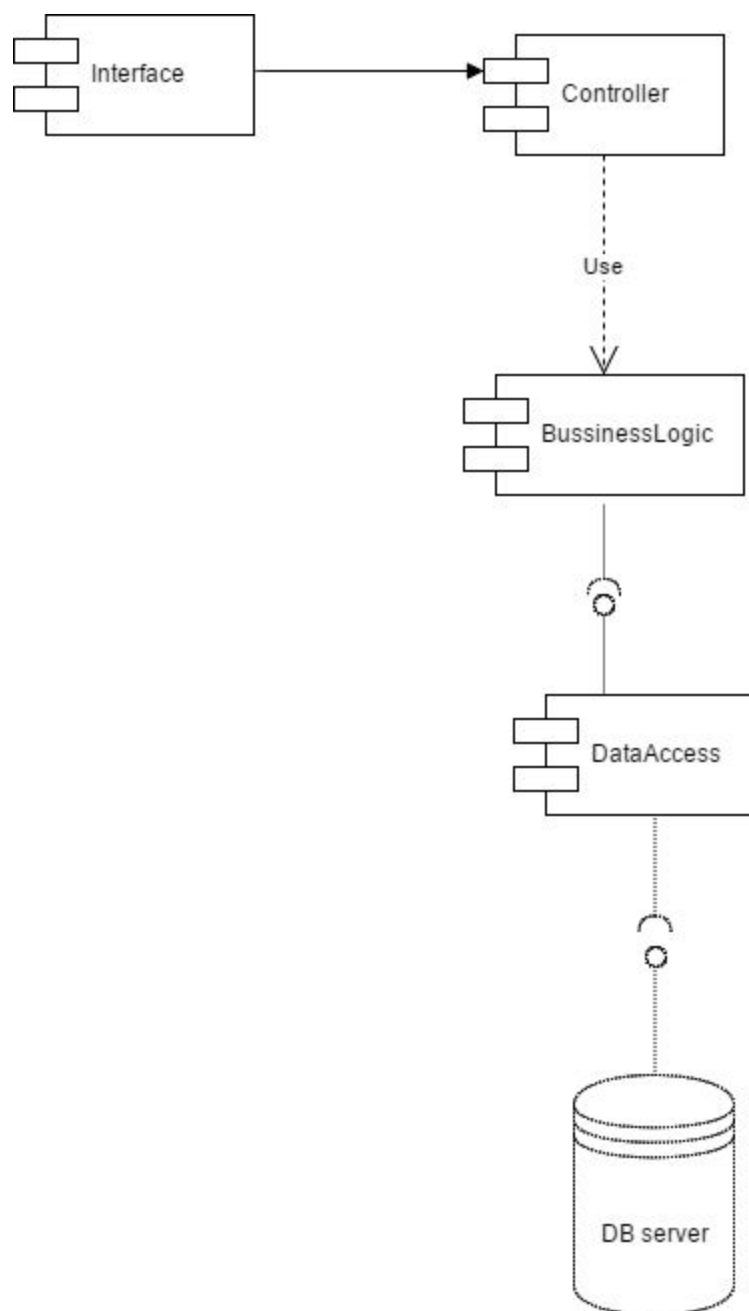 Interface
Controller
Use
BussinessLogic
DataAccess
DB server